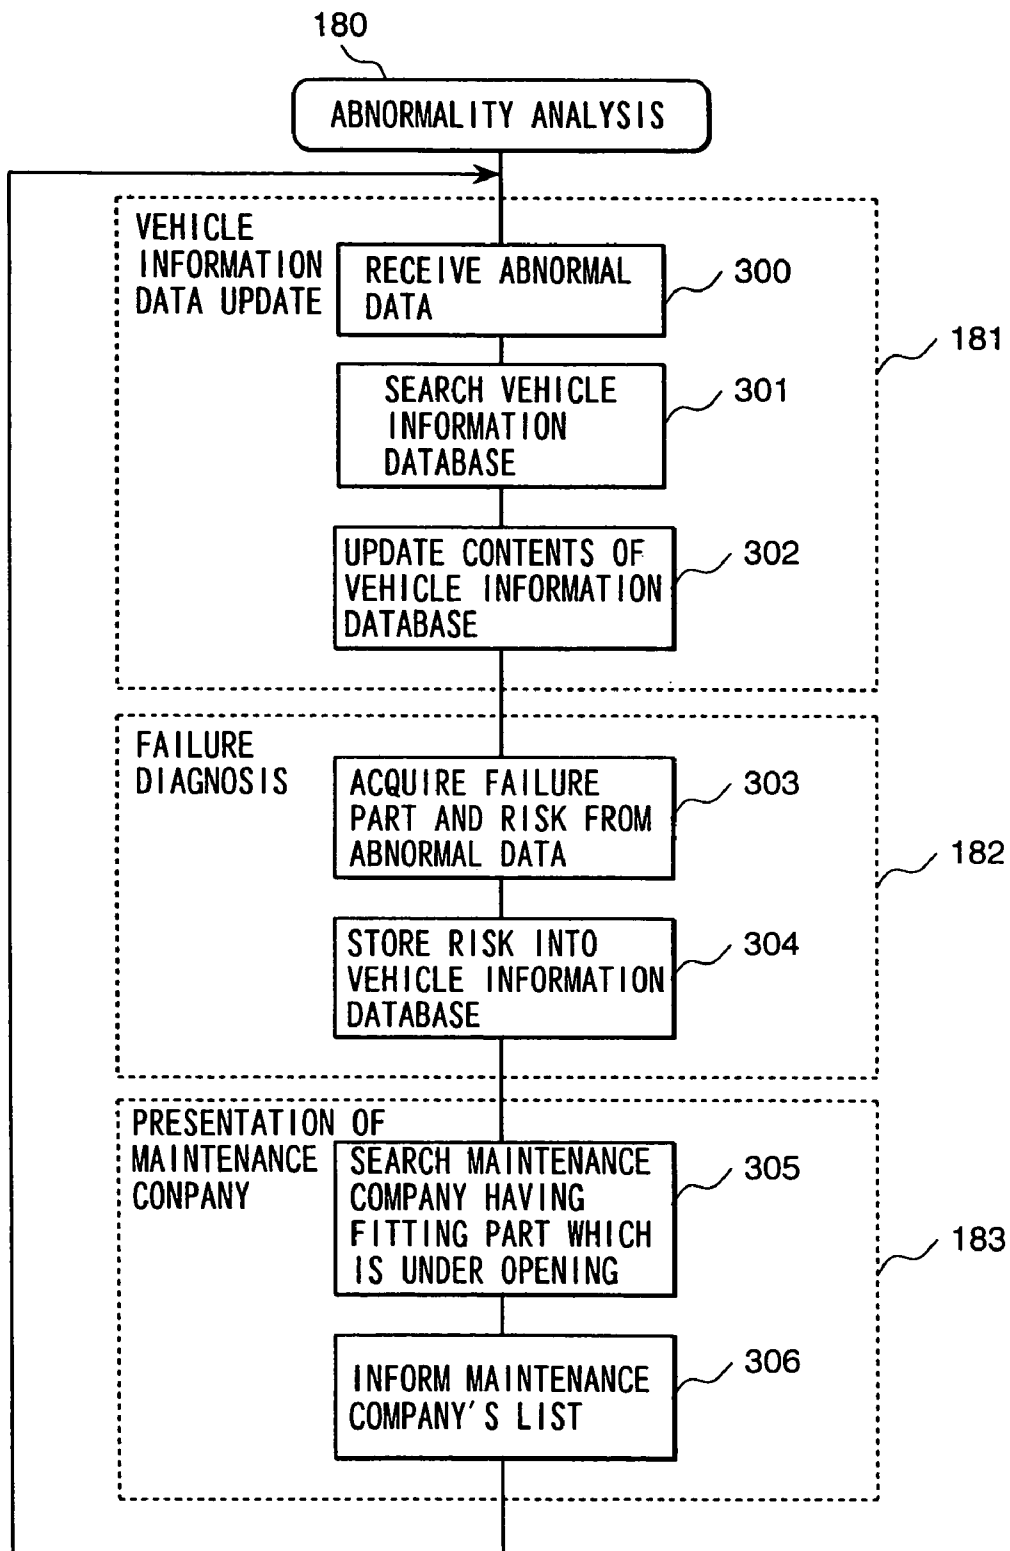 180
ABNORMALITY ANALYSIS
VEHICLE
INFORMATION
DATA UPDATE
RECEIVE ABNORMAL
DATA
300
181
SEARCH VEHICLE
INFORMATION
DATABASE
301
UPDATE CONTENTS OF
VEHICLE INFORMATION
DATABASE
302
FAILURE
DIAGNOSIS
ACQUIRE FAILURE
PART AND RISK FROM
ABNORMAL DATA
303
182
STORE RISK INTO
VEHICLE INFORMATION
DATABASE
304
PRESENTATION OF
MAINTENANCE
CONPANY
SEARCH MAINTENANCE
COMPANY HAVING
FITTING PART WHICH
IS UNDER OPENING
305
183
INFORM MAINTENANCE
COMPANY'S LIST
306